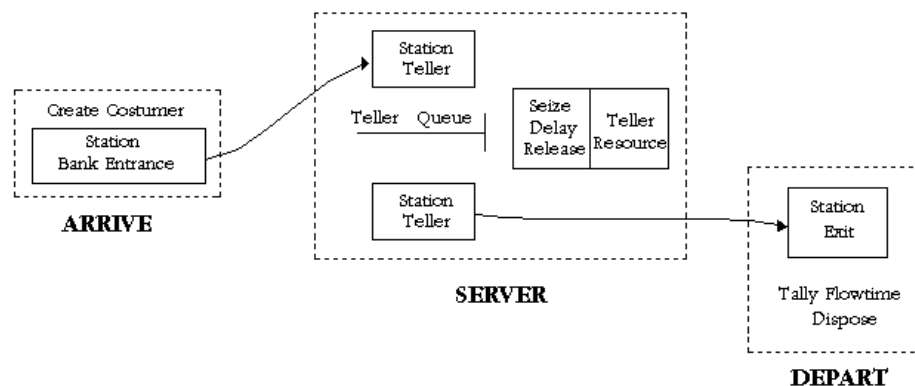 Create Costumer
Station
Bank Entrance
ARRIVE
Station
Teller
Teller Queue
Seize
Delay
Release
Teller
Resource
Station
Teller
SERVER
Station
Exit
Tally Flowtime
Dispose
DEPART